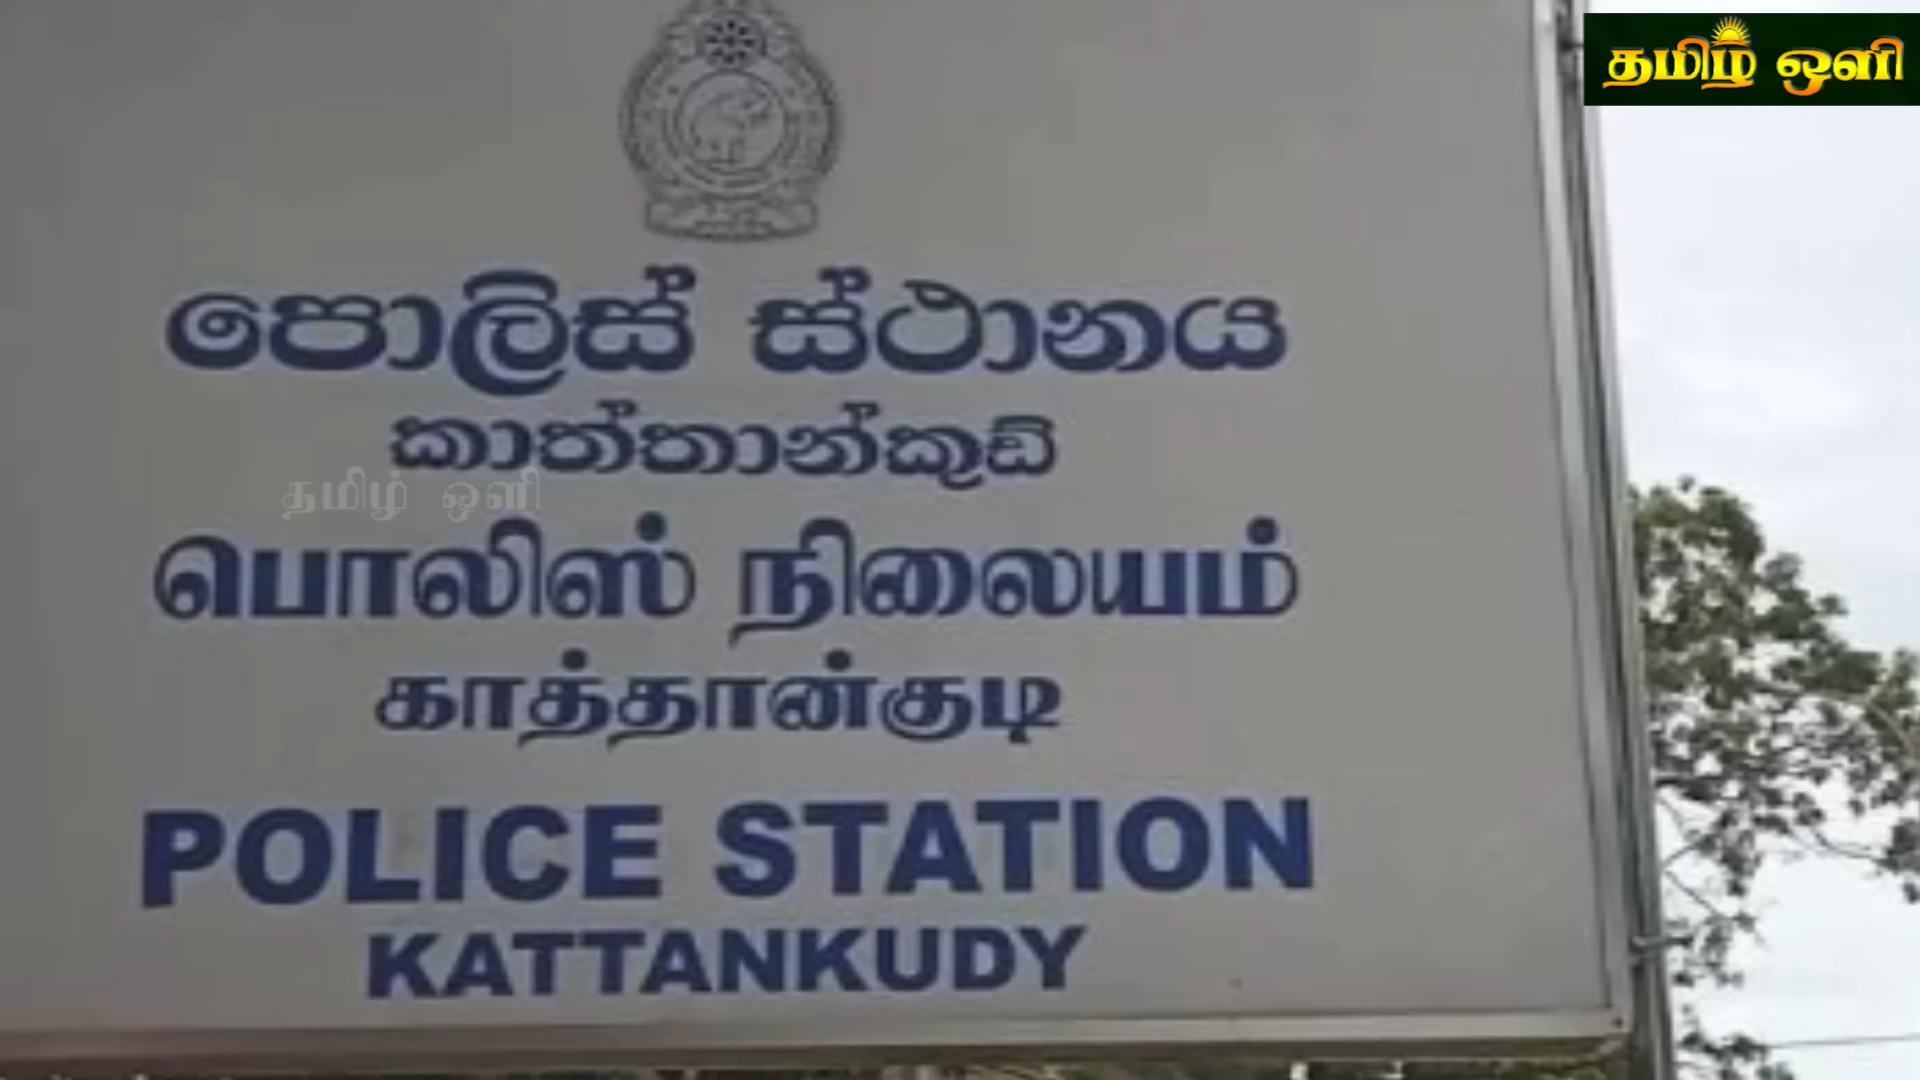 தமிழ் ஒளி
පොලිස් ස්ථානය
කාත්තාන්කුඩි
தமிழ் ஒளி
பொலிஸ் நிலையம்
காத்தான்குடி
POLICE STATION
KATTANKUDY